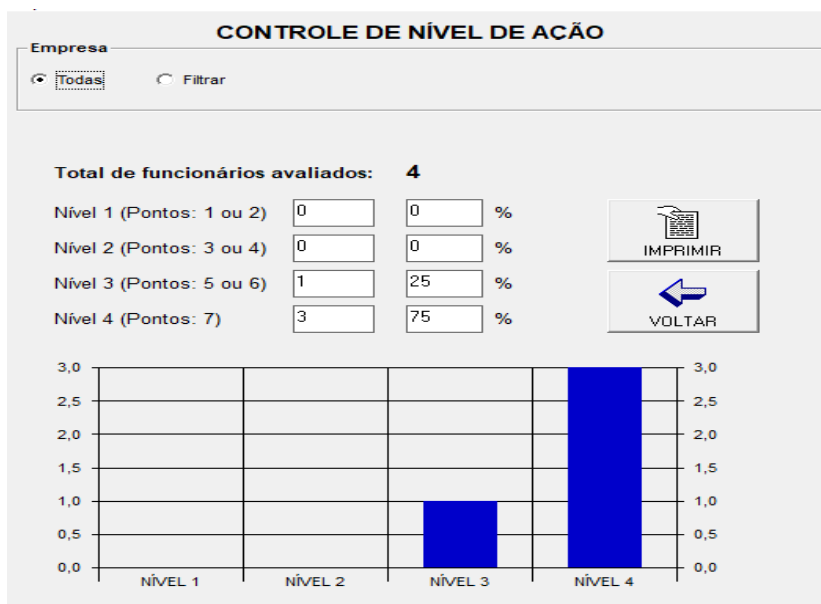 CONTROLE DE NÍVEL DE AÇÃO
Empresa
Todas Filtrar
Total de funcionários avaliados: 4
Nível 1 (Pontos: 1 ou 2) 0 0 %
Nível 2 (Pontos: 3 ou 4) 0 0 %
IMPRIMIR
Nível 3 (Pontos: 5 ou 6) 1 25 %
Nível 4 (Pontos: 7) 3 75 %
VOLTAR
3,0 3,0
2,5 2,5
2,0 2,0
1,5 1,5
1,0 1,0
0,5 0,5
0,0 0,0
NÍVEL 1 NÍVEL 2 NÍVEL 3 NÍVEL 4